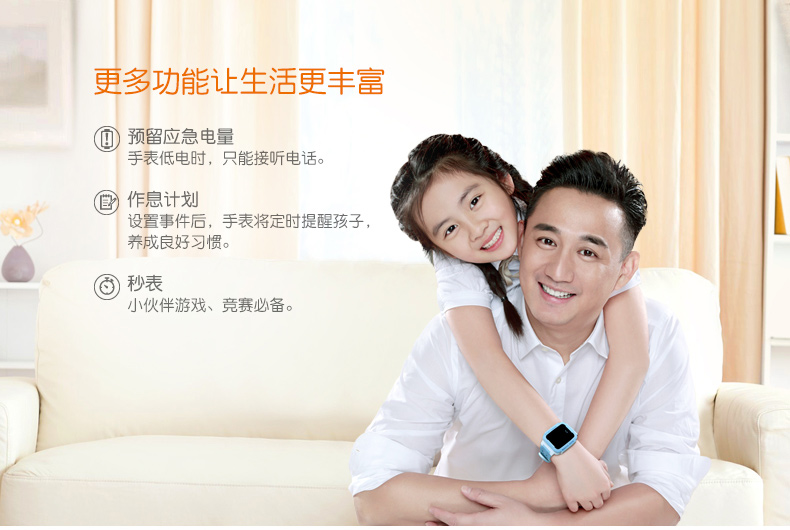 更多功能让生活更丰富
预留应急电量
手表低电时，只能接听电话。
作息计划
设置事件后，手表将定时提醒孩子，
养成良好习惯。
秒表
小伙伴游戏、竞赛必备。